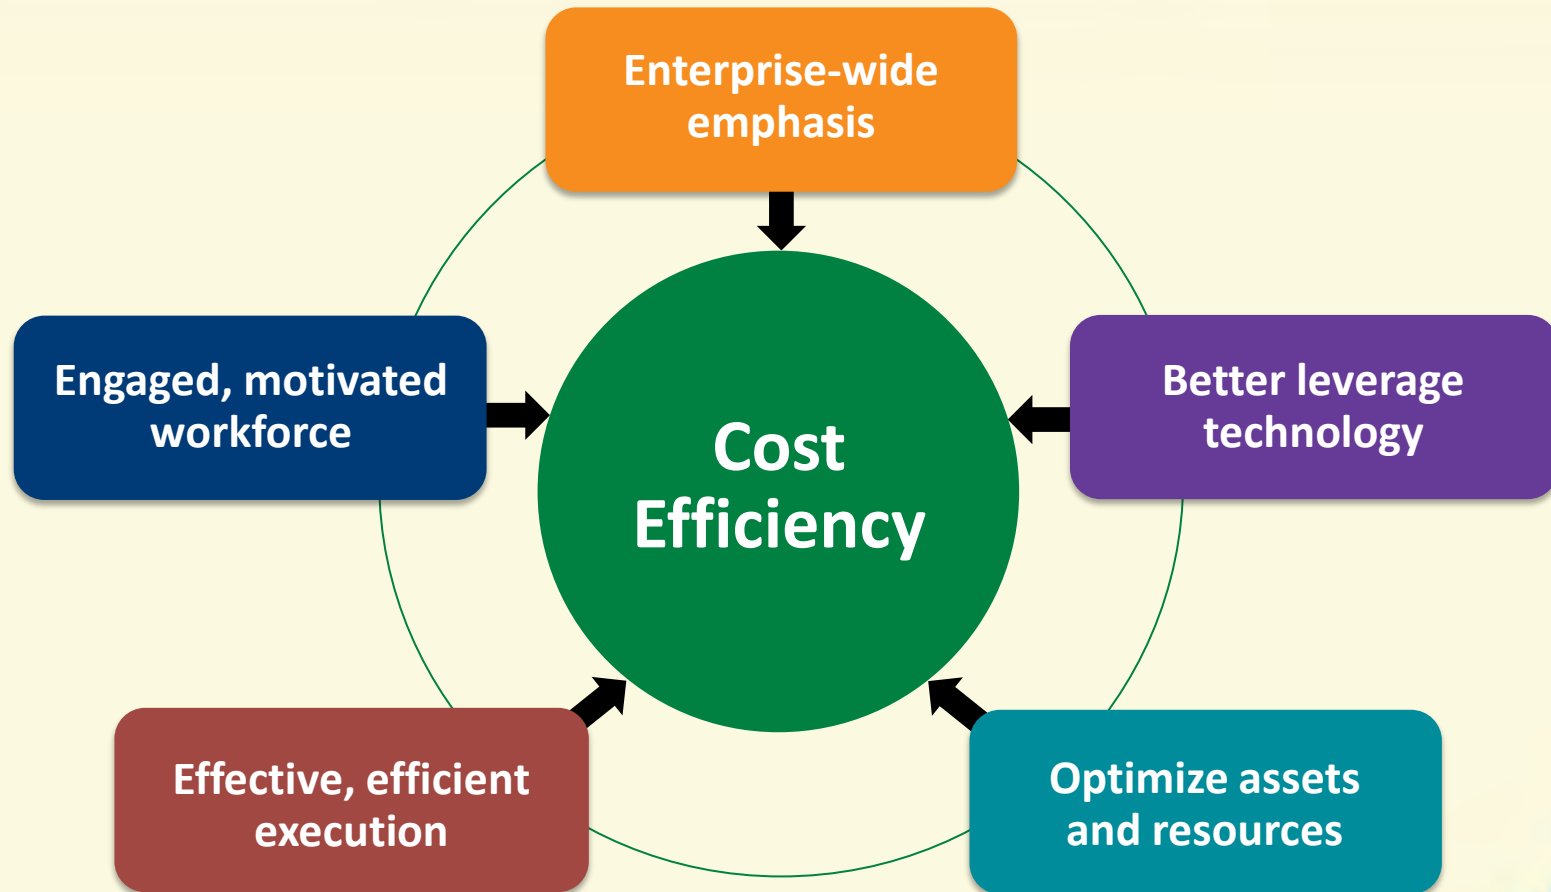 Enterprise-wide
emphasis
Engaged, motivated
workforce
Better leverage
technology
Cost
Efficiency
Effective, efficient
execution
Optimize assets
and resources